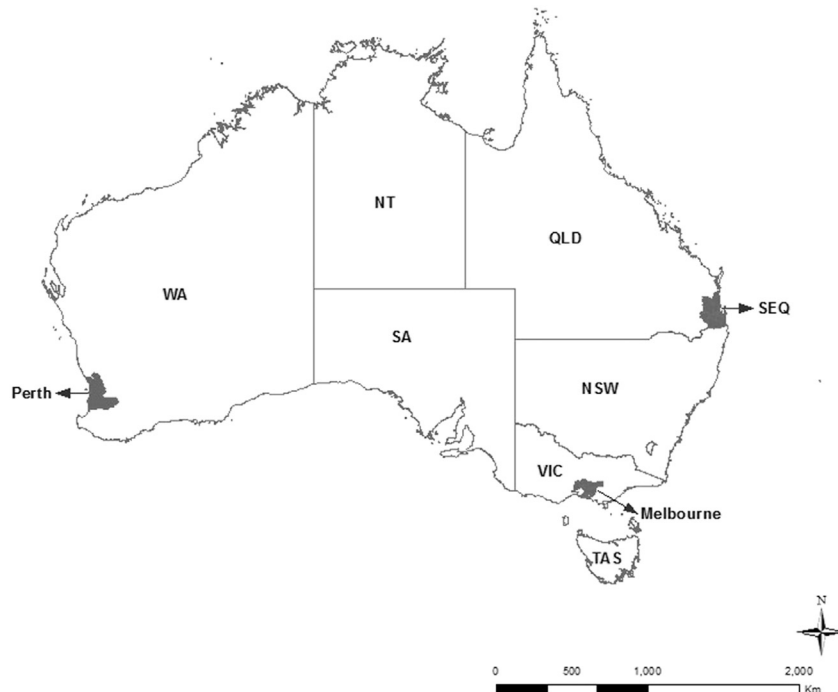 NT
QLD
WA
SEQ
SA
Perth
NSW
VIC
Melbourne
TAS
N
0 500 1,000 2,000
Km